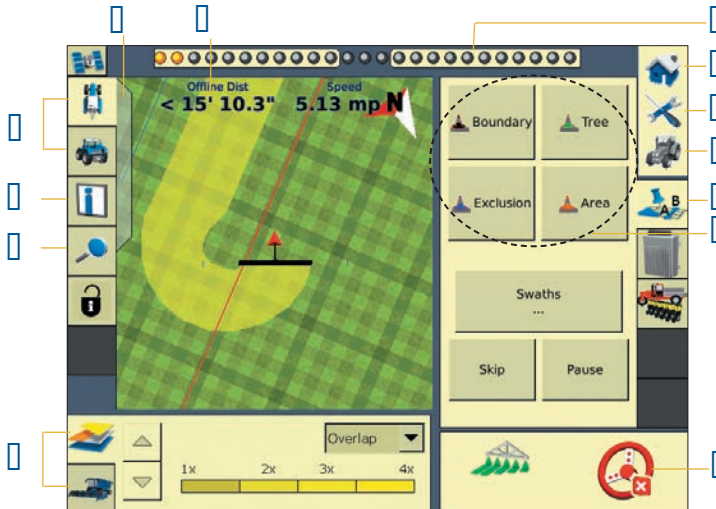 Offline Dist Speed
< 15' 10.3" 5.13 mp N
Boundary
Tree
Exclusion
Area
A B
Swaths
...
Skip
Pause
Overlap
1x 2x 3x 4x